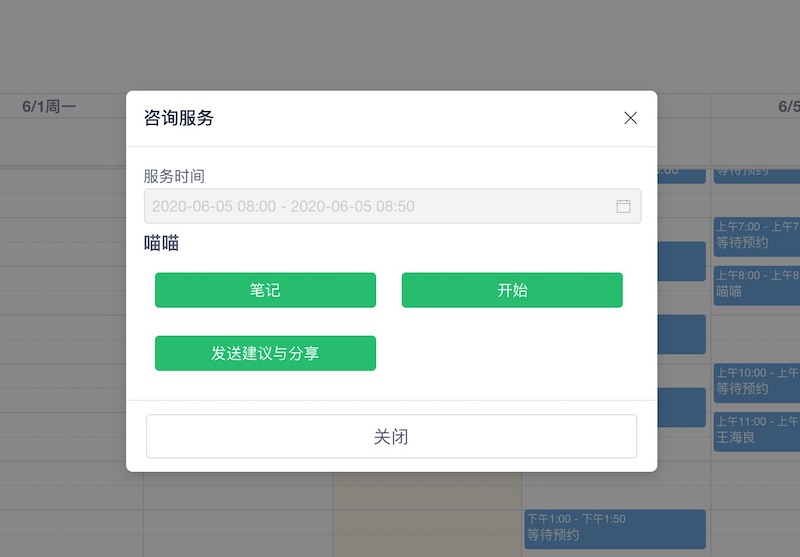 6/1周一
6/5
咨询服务
服务时间
2020-06-05 08:00 - 2020-06-05 08:50
喵喵
笔记
开始
发送建议与分享
关闭
等待预约
上午7:00 - 上午7
等待预约
上午8:00 - 上午8
喵喵
上午10:00 - 上午
等待预约
上午11:00 - 上午
王海良
下午1:00 - 下午1:50
等待预约